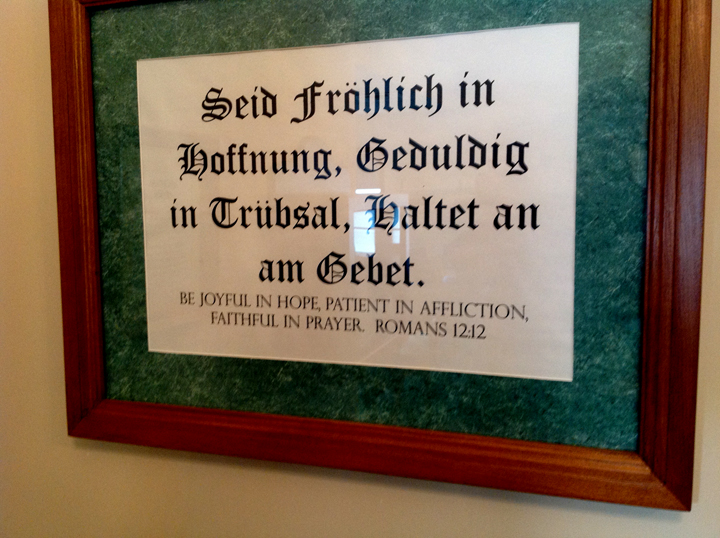 Seid Fröhlich in
Hoffnung, Geduldig
in Trübsal, Haltet an
am Gebet.
BE JOYFUL IN HOPE, PATIENT IN AFFLICTION,
FAITHFUL IN PRAYER. ROMANS 12:12